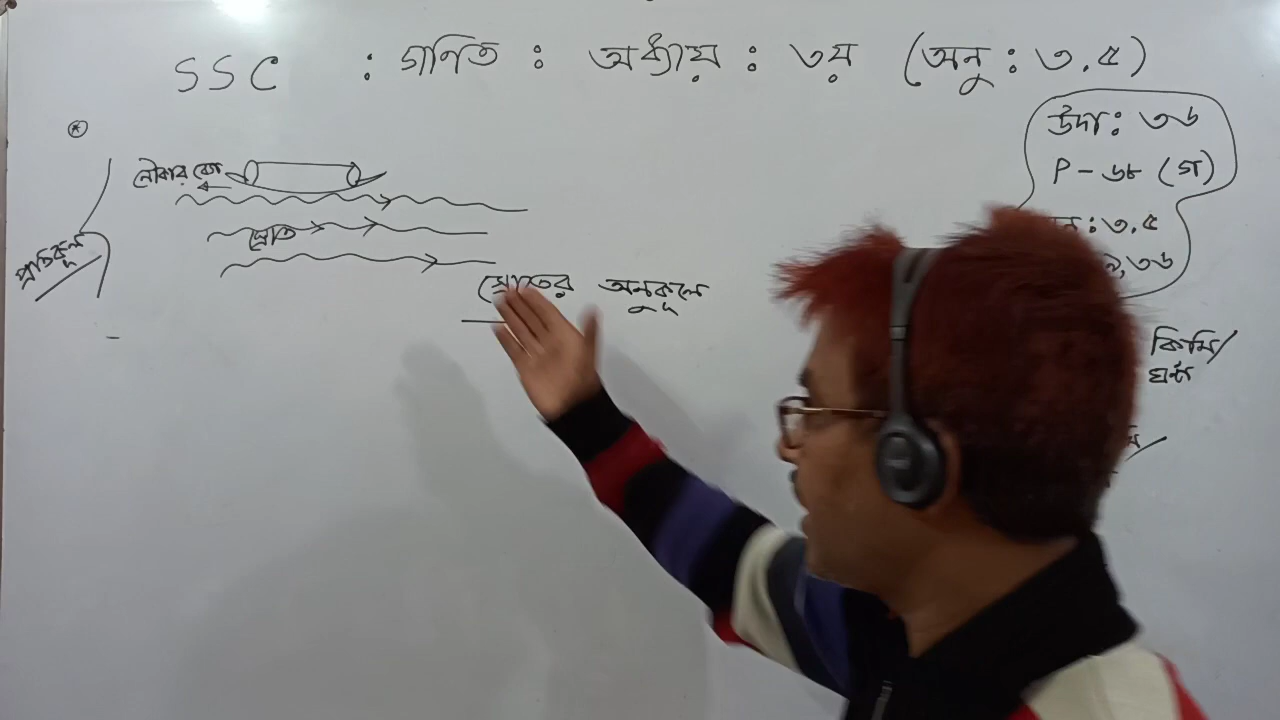 SSC : গণিত : অধ্যায় : ৩য় (অনু : ৩.৫)
উদা : ৩৬
P - ৬৮ (গ)
: ৩.৫
,৩৬
নৌকার বেগ
স্রোত
প্রতিকূল
স্রোতের অনুকূলে
কিমি/
ঘন্টা